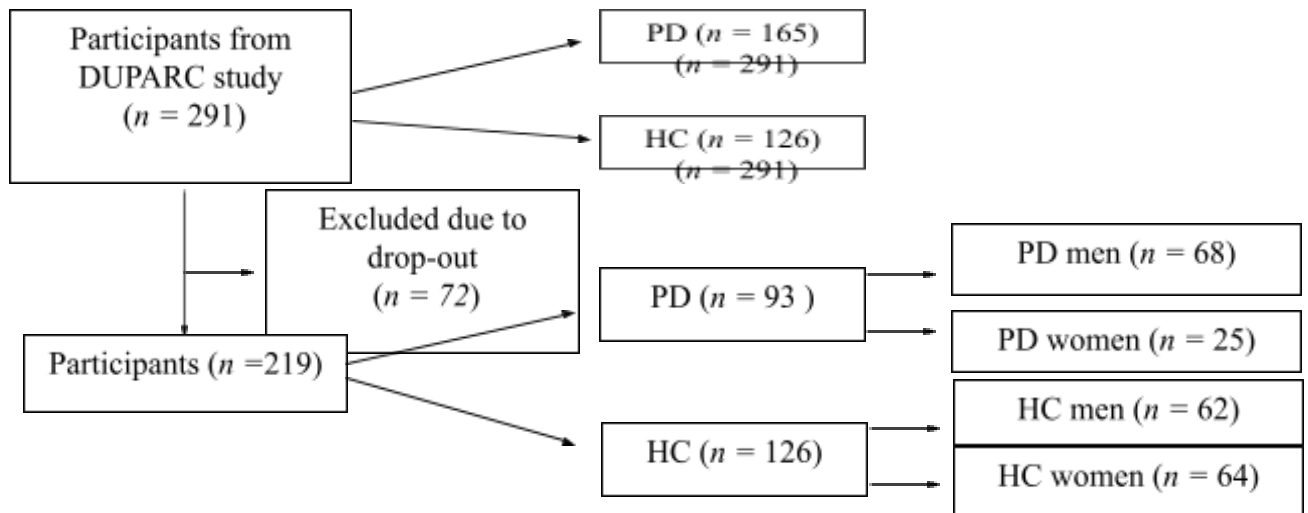 Participants from
DUPARC study
(n = 291)
PD (n = 165)
(n = 291)
HC (n = 126)
(n = 291)
Excluded due to
drop-out
(n = 72)
Participants (n =219)
PD (n = 93 )
HC (n = 126)
PD men (n = 68)
PD women (n = 25)
HC men (n = 62)
HC women (n = 64)